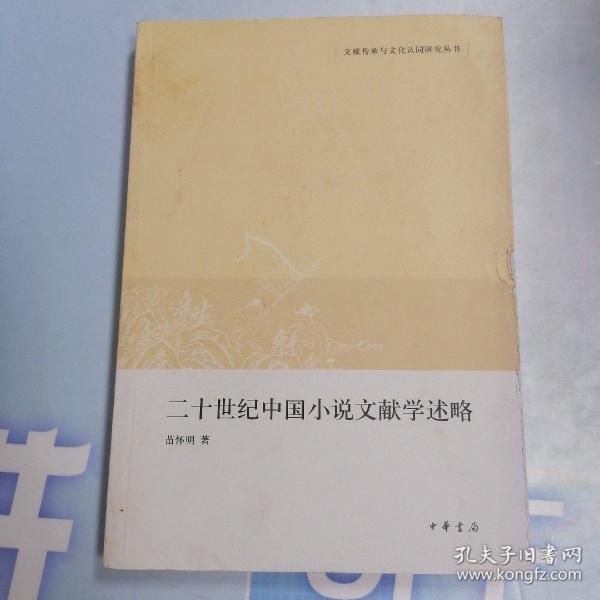 文献传承与文化认同研究丛书
二十世纪中国小说文献学述略
苗怀明 著
中華書局
孔夫子旧书网
www.kongfz.com